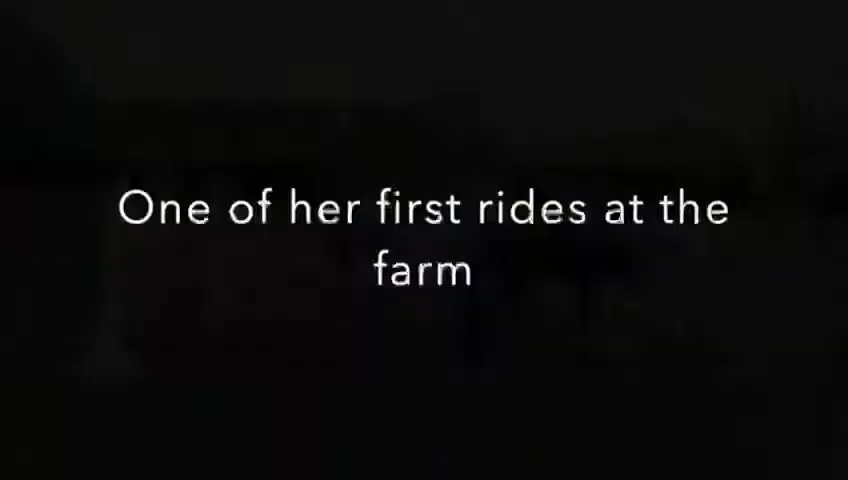 One of her first rides at the
farm